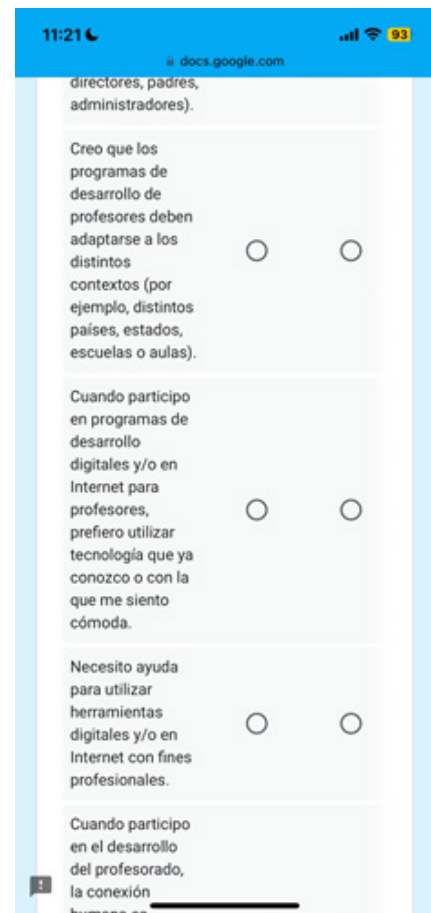 11:21
93
docs.google.com
directores, padres,
administradores).
Creo que los
programas de
desarrollo de
profesores deben
adaptarse a los
distintos
contextos (por
ejemplo, distintos
países, estados,
escuelas o aulas).
Cuando participo
en programas de
desarrollo
digitales y/o en
Internet para
profesores,
prefiero utilizar
tecnología que ya
conozco o con la
que me siento
cómoda.
Necesito ayuda
para utilizar
herramientas
digitales y/o en
Internet con fines
profesionales.
Cuando participo
en el desarrollo
del profesorado,
la conexión